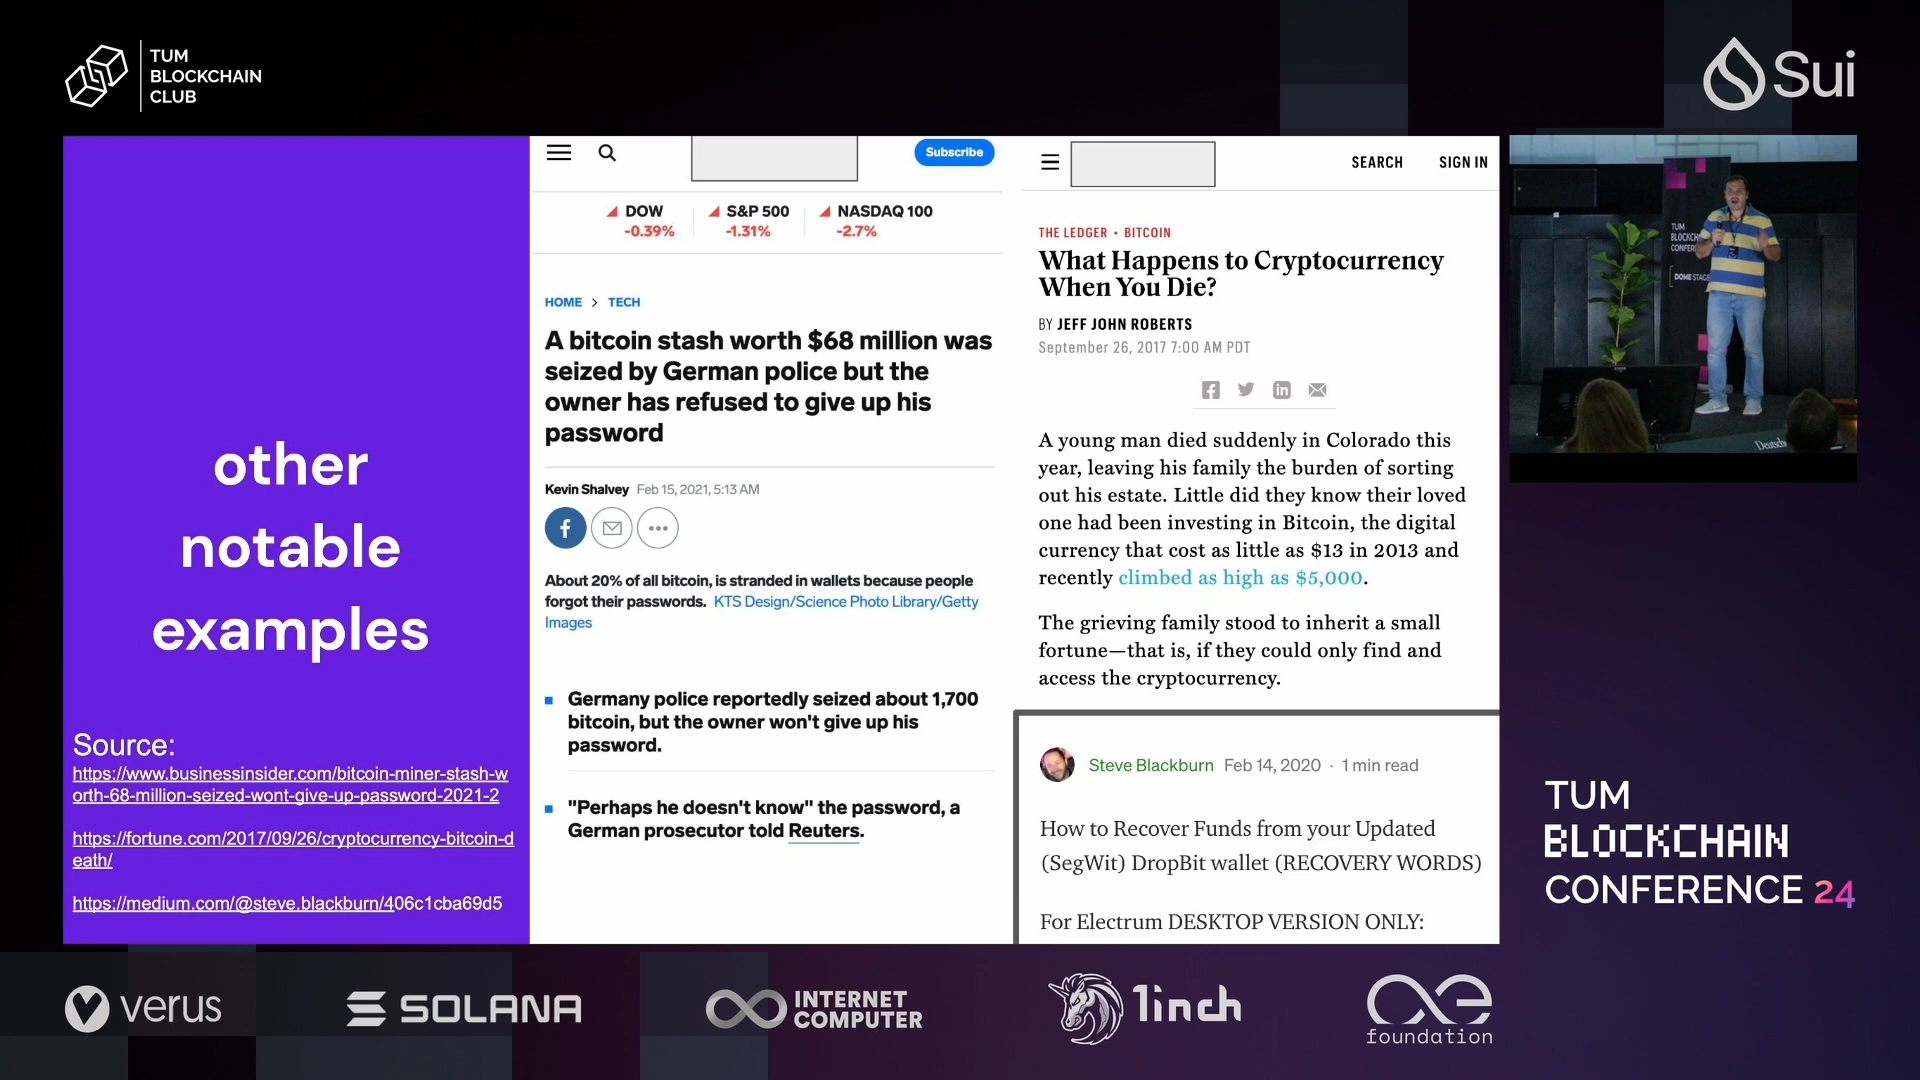 TUM
BLOCKCHAIN
CLUB
Sui
other
notable
examples
Source:
https://www.businessinsider.com/bitcoin-miner-stash-w
orth-68-million-seized-wont-give-up-password-2021-2
https://fortune.com/2017/09/26/cryptocurrency-bitcoin-d
eath/
https://medium.com/@steve.blackburn/406c1cba69d5
Subscribe
DOW
-0.39%
S&P 500
-1.31%
NASDAQ 100
-2.7%
HOME > TECH
A bitcoin stash worth $68 million was
seized by German police but the
owner has refused to give up his
password
Kevin Shalvey Feb 15, 2021, 5:13 AM
About 20% of all bitcoin, is stranded in wallets because people
forgot their passwords. KTS Design/Science Photo Library/Getty
Images
Germany police reportedly seized about 1,700
bitcoin, but the owner won't give up his
password.
"Perhaps he doesn't know" the password, a
German prosecutor told Reuters.
SEARCH SIGN IN
THE LEDGER • BITCOIN
What Happens to Cryptocurrency
When You Die?
BY JEFF JOHN ROBERTS
September 26, 2017 7:00 AM PDT
A young man died suddenly in Colorado this
year, leaving his family the burden of sorting
out his estate. Little did they know their loved
one had been investing in Bitcoin, the digital
currency that cost as little as $13 in 2013 and
recently climbed as high as $5,000.
The grieving family stood to inherit a small
fortune—that is, if they could only find and
access the cryptocurrency.
Steve Blackburn Feb 14, 2020 · 1 min read
How to Recover Funds from your Updated
(SegWit) DropBit wallet (RECOVERY WORDS)
For Electrum DESKTOP VERSION ONLY:
TUM
DOME STAGE
TUM
BLOCKCHAIN
CONFERENCE 24
verus
SOLANA
INTERNET
COMPUTER
1inch
foundation